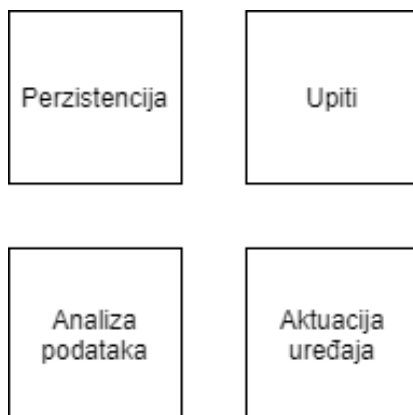 Perzistencija
Upiti
Analiza
podataka
Aktuacija
uređaja